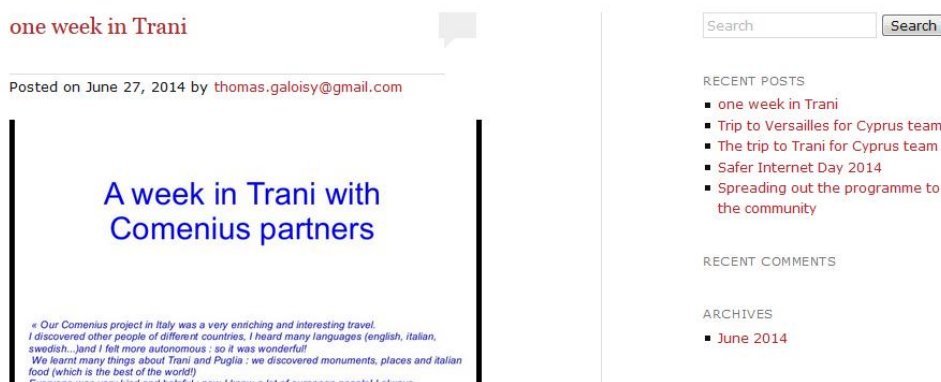 one week in Trani
Posted on June 27, 2014 by thomas.galoisy@gmail.com
A week in Trani with
Comenius partners
« Our Comenius project in Italy was a very enriching and interesting travel.
I discovered other people of different countries, I heard many languages (english, italian,
swedish...)and I felt more autonomous : so it was wonderful!
We learnt many things about Trani and Puglia : we discovered monuments, places and italian
food (which is the best of the world!)
Search
Search
RECENT POSTS
one week in Trani
Trip to Versailles for Cyprus team
The trip to Trani for Cyprus team
Safer Internet Day 2014
Spreading out the programme to
the community
RECENT COMMENTS
ARCHIVES
June 2014